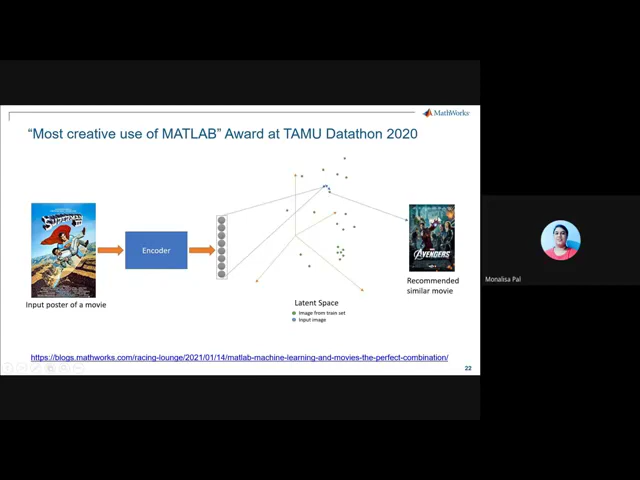 MathWorks
“Most creative use of MATLAB” Award at TAMU Datathon 2020
Encoder
AVENGERS
Input poster of a movie
Recommended
similar movie
Latent Space
Image from train set
Input image
https://blogs.mathworks.com/racing-lounge/2021/01/14/matlab-machine-learning-and-movies-the-perfect-combination/
22
Monalisa Pal